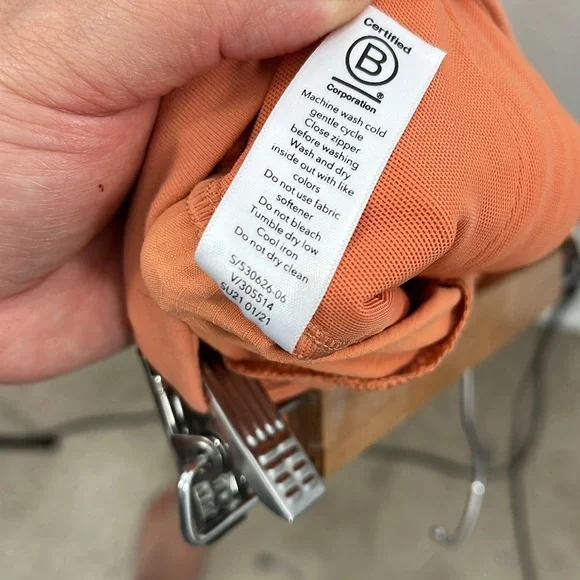 Certified
B
®
Corporation
Machine wash cold
gentle cycle
Close zipper
before washing
Wash and dry
inside out with like
colors
Do not use fabric
softener
Do not bleach
Tumble dry low
Cool iron
Do not dry clean
S/530626-06
V/305514
SU21 01/21